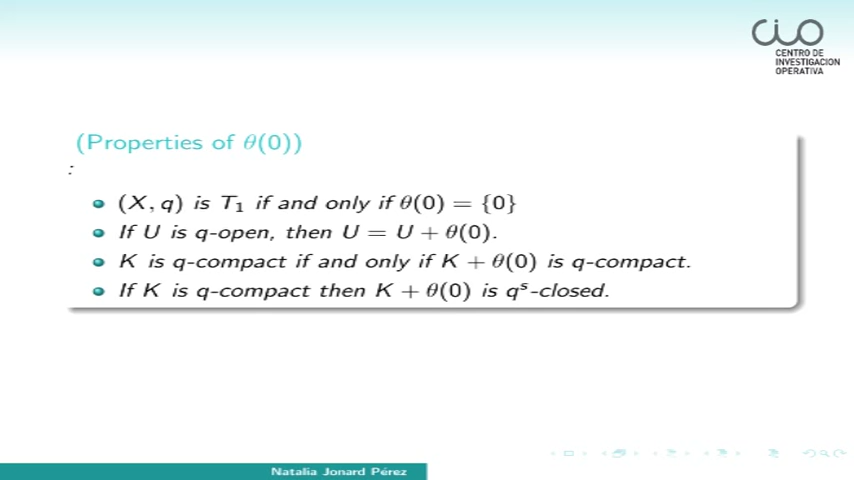 CIO
CENTRO DE
INVESTIGACION
OPERATIVA
(Properties of θ(0))
:
(X, q) is T₁ if and only if θ(0) = {0}
If U is q-open, then U = U + θ(0).
K is q-compact if and only if K + θ(0) is q-compact.
If K is q-compact then K + θ(0) is qˢ-closed.
Natalia Jonard Pérez